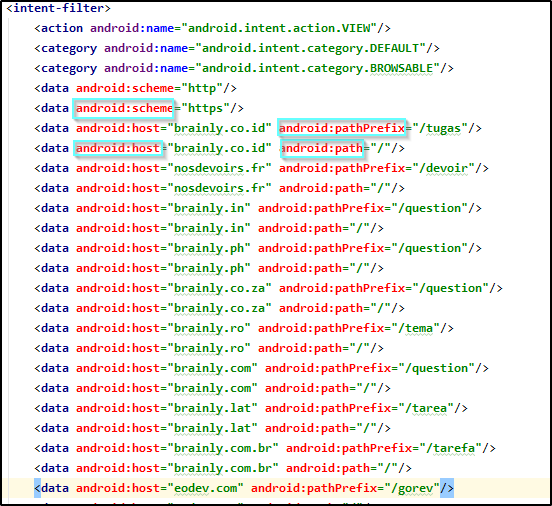 <intent-filter>
<action android:name="android.intent.action.VIEW"/>
<category android:name="android.intent.category.DEFAULT"/>
<category android:name="android.intent.category.BROWSABLE"/>
<data android:scheme="http"/>
<data android:scheme="https"/>
<data android:host="brainly.co.id" android:pathPrefix="/tugas"/>
<data android:host="brainly.co.id" android:path="/"/>
<data android:host="nosdevoirs.fr" android:pathPrefix="/devoir"/>
<data android:host="nosdevoirs.fr" android:path="/"/>
<data android:host="brainly.in" android:pathPrefix="/question"/>
<data android:host="brainly.in" android:path="/"/>
<data android:host="brainly.ph" android:pathPrefix="/question"/>
<data android:host="brainly.ph" android:path="/"/>
<data android:host="brainly.co.za" android:pathPrefix="/question"/>
<data android:host="brainly.co.za" android:path="/"/>
<data android:host="brainly.ro" android:pathPrefix="/tema"/>
<data android:host="brainly.ro" android:path="/"/>
<data android:host="brainly.com" android:pathPrefix="/question"/>
<data android:host="brainly.com" android:path="/"/>
<data android:host="brainly.lat" android:pathPrefix="/tarea"/>
<data android:host="brainly.lat" android:path="/"/>
<data android:host="brainly.com.br" android:pathPrefix="/tarefa"/>
<data android:host="brainly.com.br" android:path="/"/>
<data android:host="eodev.com" android:pathPrefix="/gorev"/>